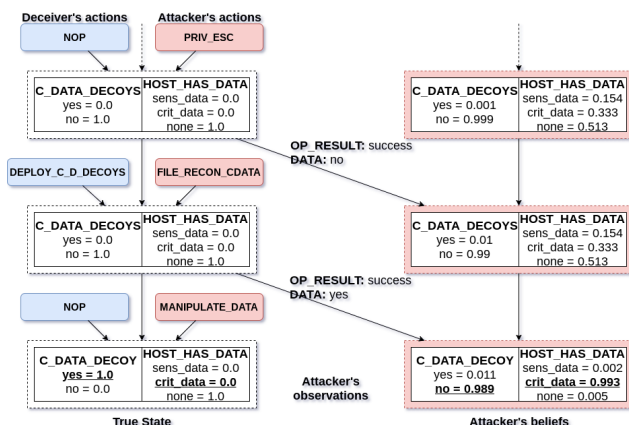 Deceiver's actions
Attacker's actions
NOP
PRIV_ESC
C_DATA_DECOYS
yes = 0.0
no = 1.0
HOST_HAS_DATA
sens_data = 0.0
crit_data = 0.0
none = 1.0
C_DATA_DECOYS
yes = 0.001
no = 0.999
HOST_HAS_DATA
sens_data = 0.154
crit_data = 0.333
none = 0.513
OP_RESULT: success
DATA: no
DEPLOY_C_D_DECOYS
FILE_RECON_CDATA
C_DATA_DECOYS
yes = 0.0
no = 1.0
HOST_HAS_DATA
sens_data = 0.0
crit_data = 0.0
none = 1.0
C_DATA_DECOYS
yes = 0.01
no = 0.99
HOST_HAS_DATA
sens_data = 0.154
crit_data = 0.333
none = 0.513
OP_RESULT: success
DATA: yes
NOP
MANIPULATE_DATA
C_DATA_DECOY
yes = 1.0
no = 0.0
HOST_HAS_DATA
sens_data = 0.0
crit_data = 0.0
none = 1.0
Attacker's
observations
C_DATA_DECOY
yes = 0.011
no = 0.989
HOST_HAS_DATA
sens_data = 0.002
crit_data = 0.993
none = 0.005
True State
Attacker's beliefs